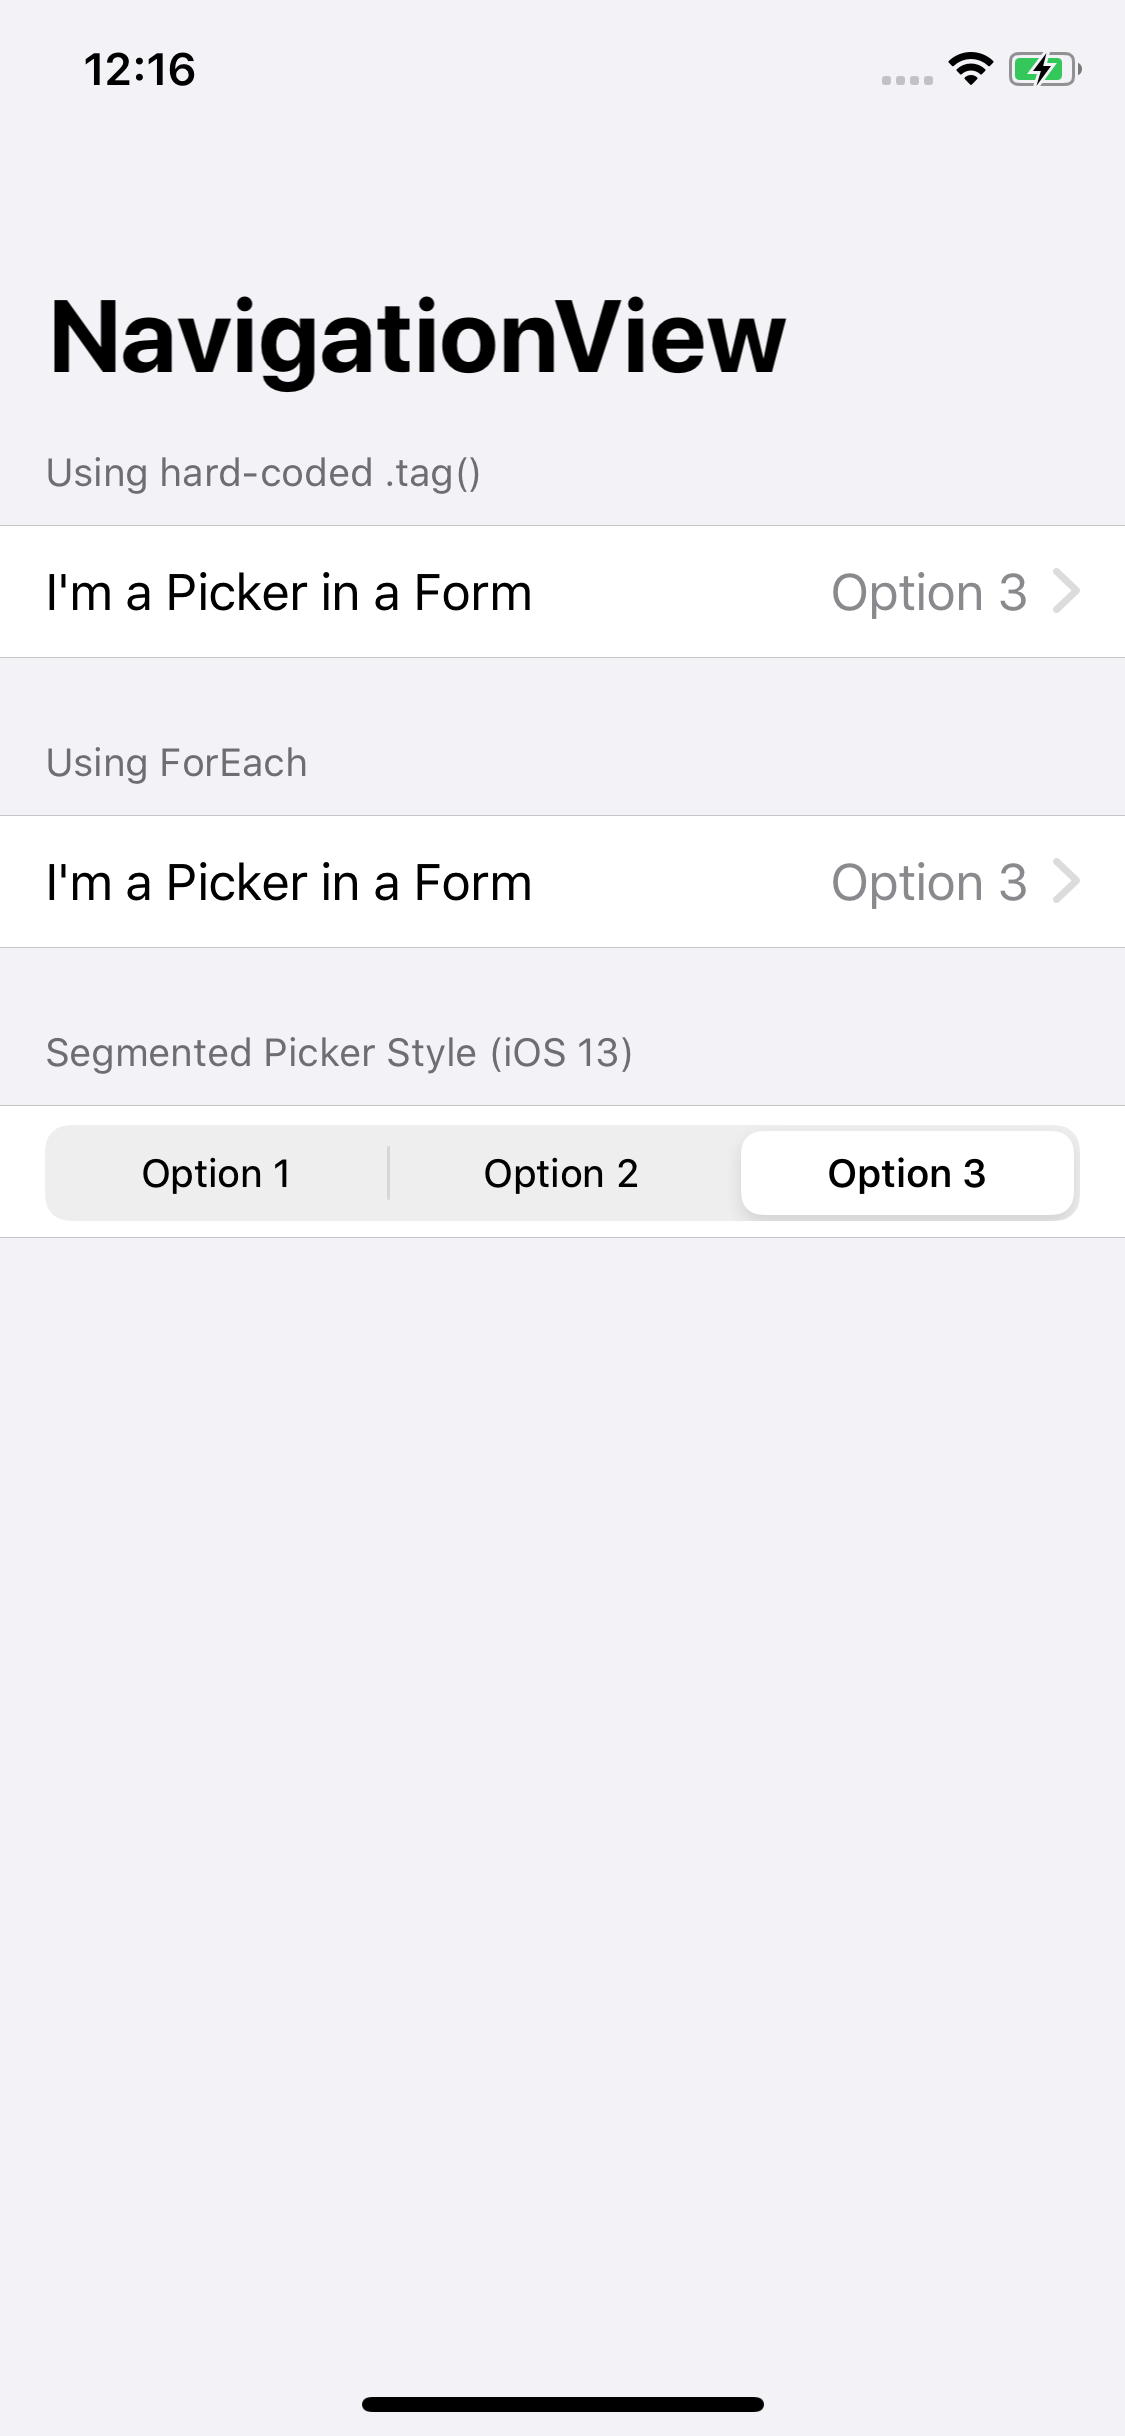 12:16
NavigationView
Using hard-coded .tag()
I'm a Picker in a Form Option 3
Using ForEach
I'm a Picker in a Form Option 3
Segmented Picker Style (iOS 13)
Option 1 Option 2 Option 3